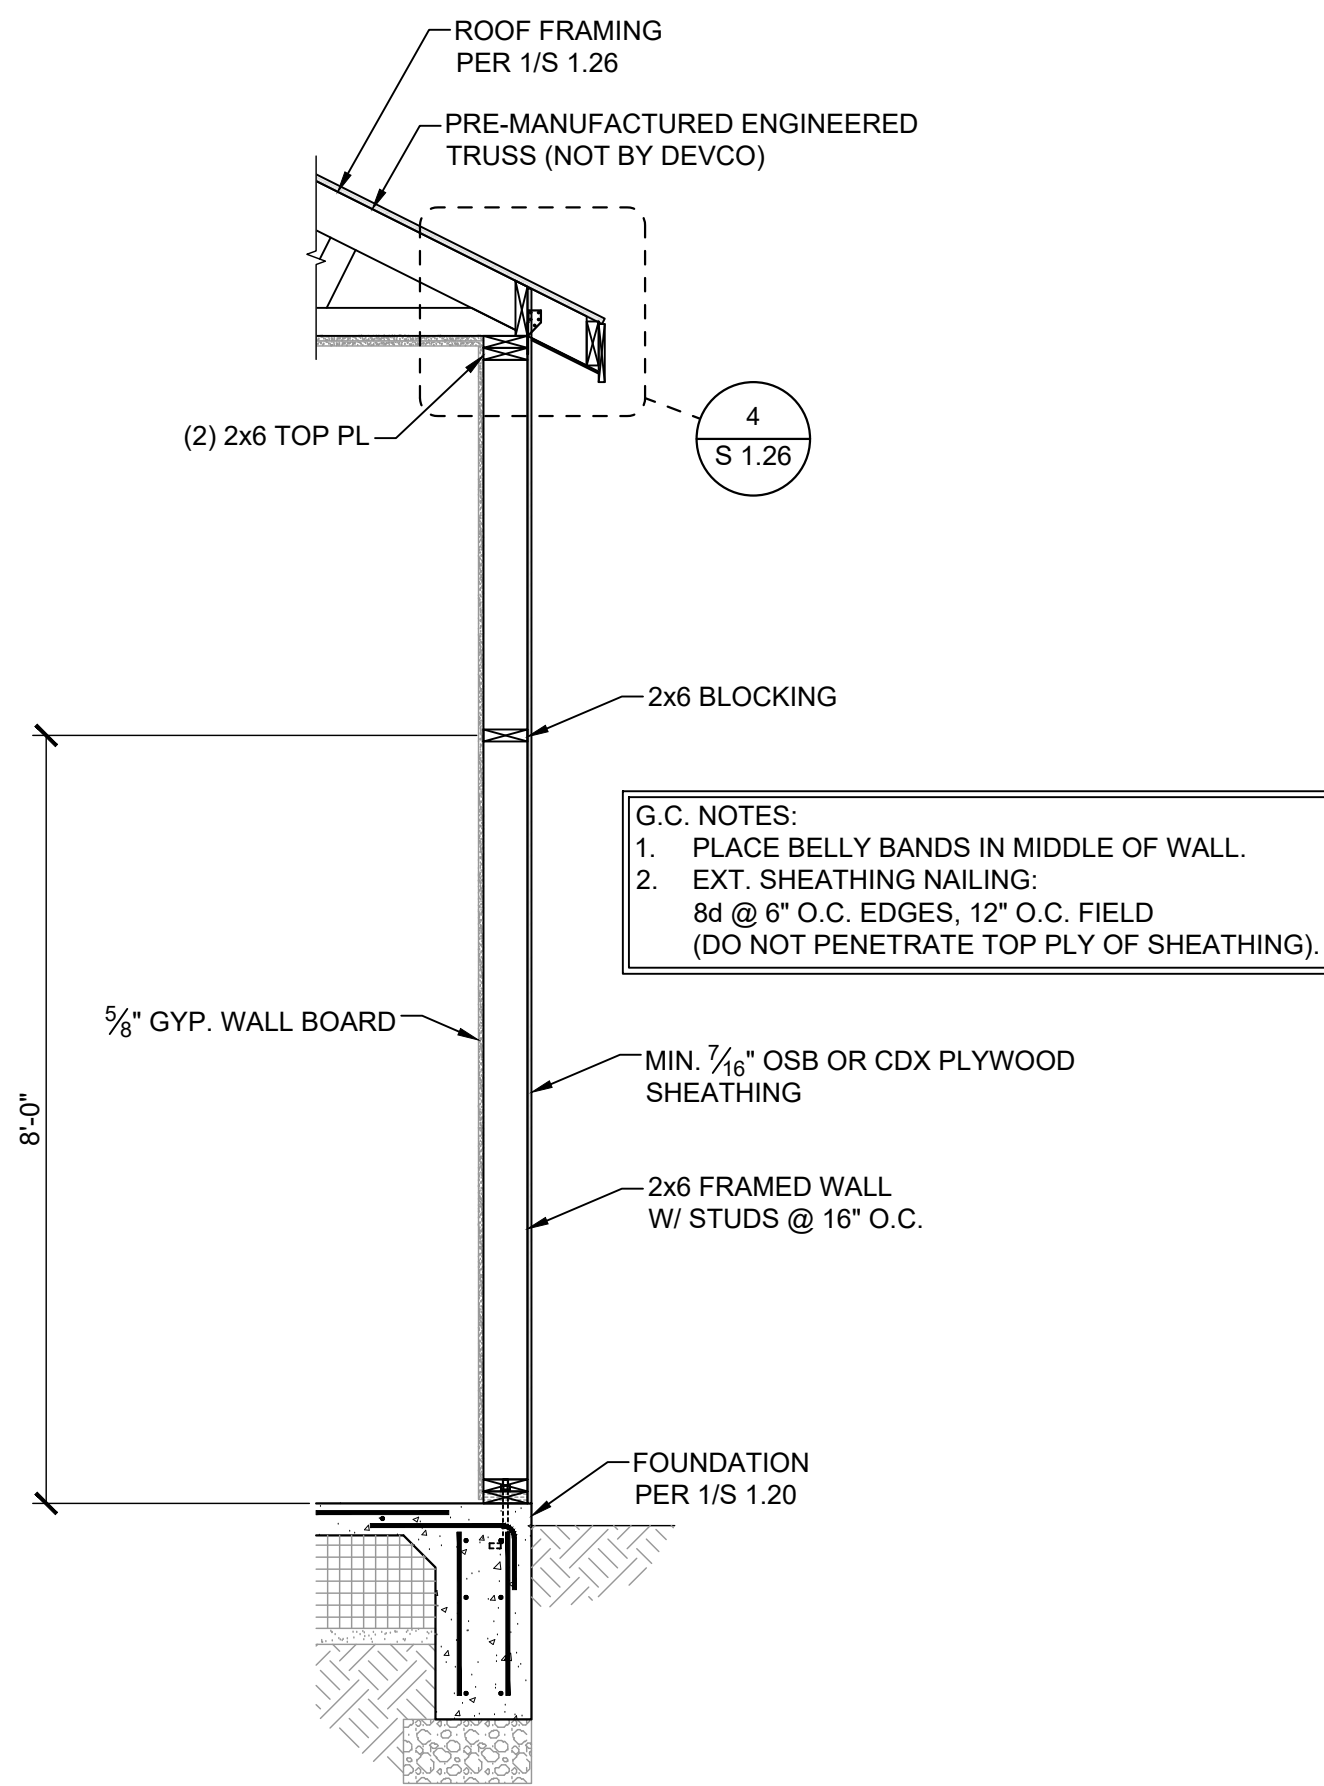 ROOF FRAMING
PER 1/S 1.26
PRE-MANUFACTURED ENGINEERED
TRUSS (NOT BY DEVCO)
(2) 2x6 TOP PL
4
S 1.26
2x6 BLOCKING
G.C. NOTES:
1. PLACE BELLY BANDS IN MIDDLE OF WALL.
2. EXT. SHEATHING NAILING:
8d @ 6" O.C. EDGES, 12" O.C. FIELD
(DO NOT PENETRATE TOP PLY OF SHEATHING).
5/8" GYP. WALL BOARD
MIN. 7/16" OSB OR CDX PLYWOOD
SHEATHING
8'-0"
2x6 FRAMED WALL
W/ STUDS @ 16" O.C.
FOUNDATION
PER 1/S 1.20